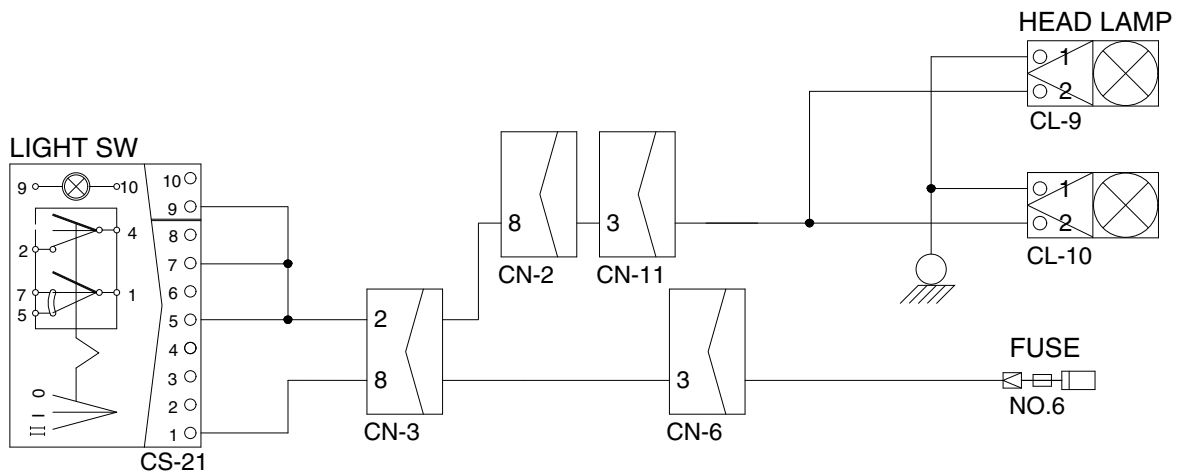 HEAD LAMP
1
2
CL-9
LIGHT SW
9
10
10
9
2
4
8
7
7
5
1
6
5
4
3
2
1
0
I
II
CS-21
8
CN-2
3
CN-11
1
2
CL-10
2
8
CN-3
3
CN-6
FUSE
NO.6